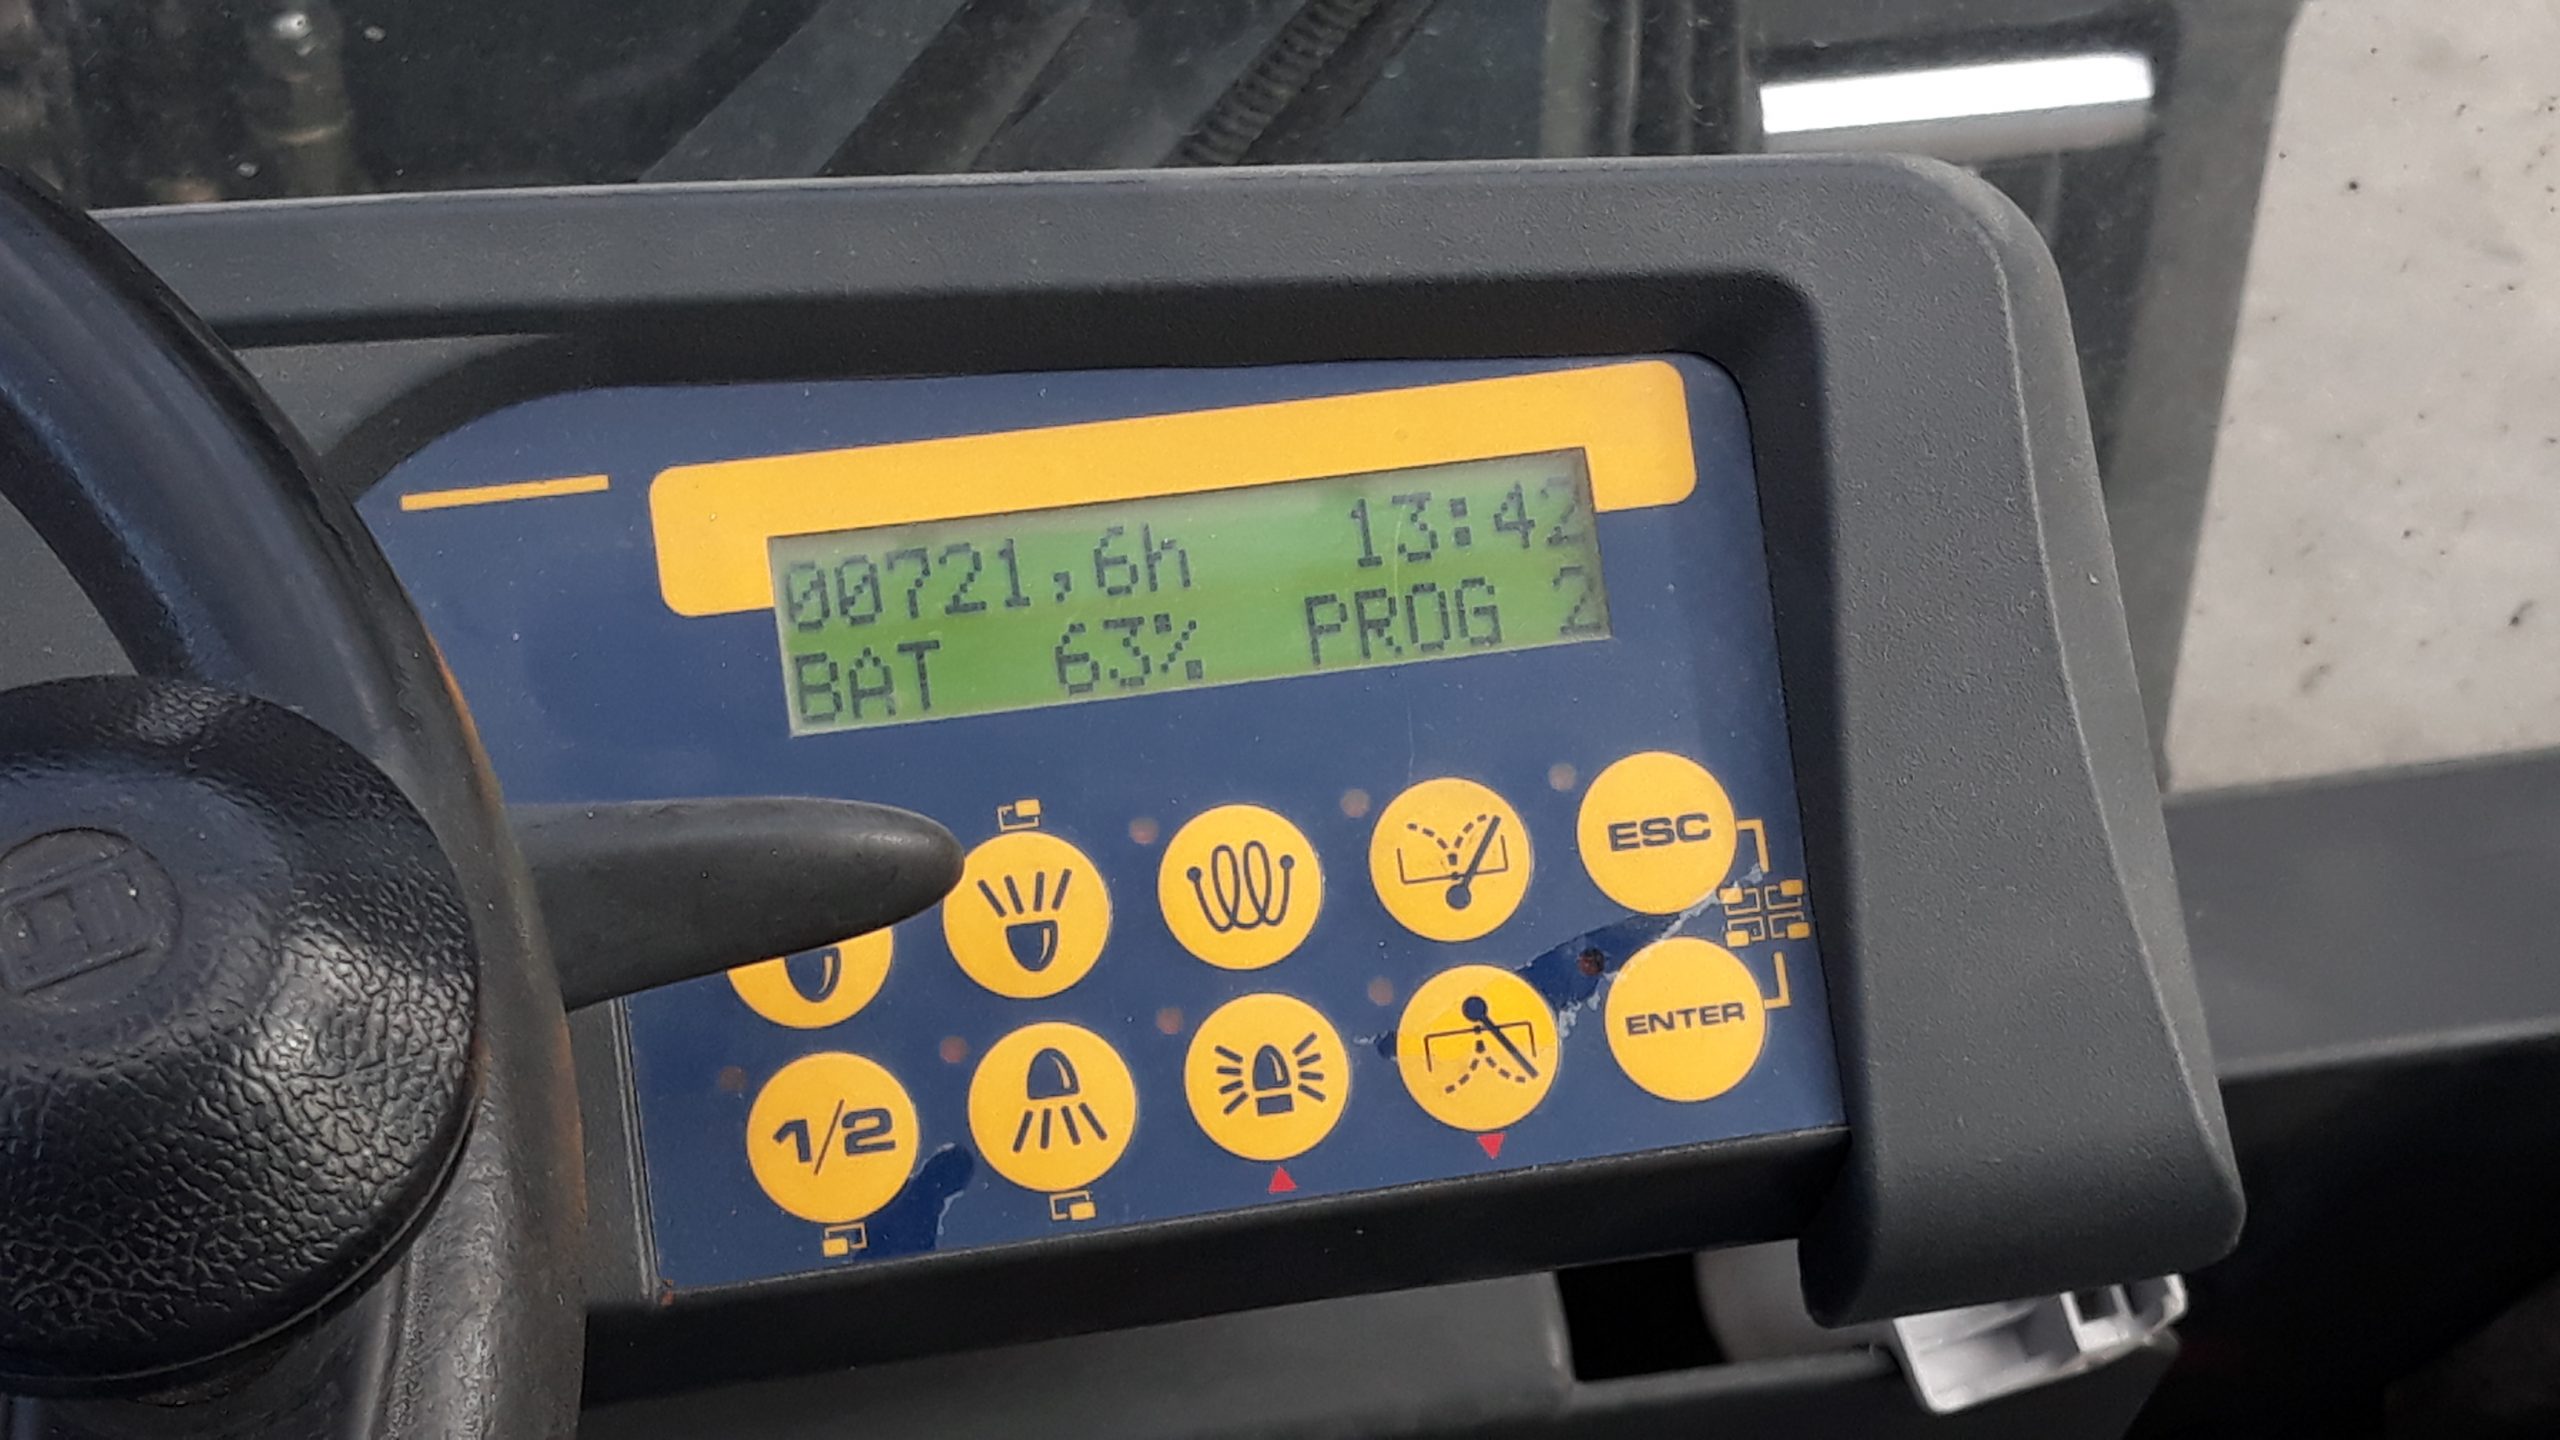 00721,6h 13:42
BAT 63% PROG 2
ESC
ENTER
1/2